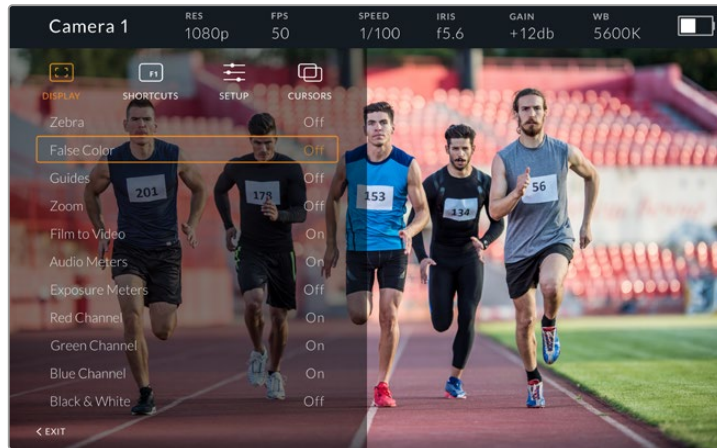 Camera 1
RES FPS SPEED IRIS GAIN WB
1080p 50 1/100 f5.6 +12db 5600K
F1
DISPLAY SHORTCUTS SETUP CURSORS
Zebra Off
False Color Off
Guides Off
Zoom Off
Film to Video On
Audio Meters On
Exposure Meters Off
Red Channel On
Green Channel On
Blue Channel On
Black & White Off
< EXIT
201
178
153
134
56